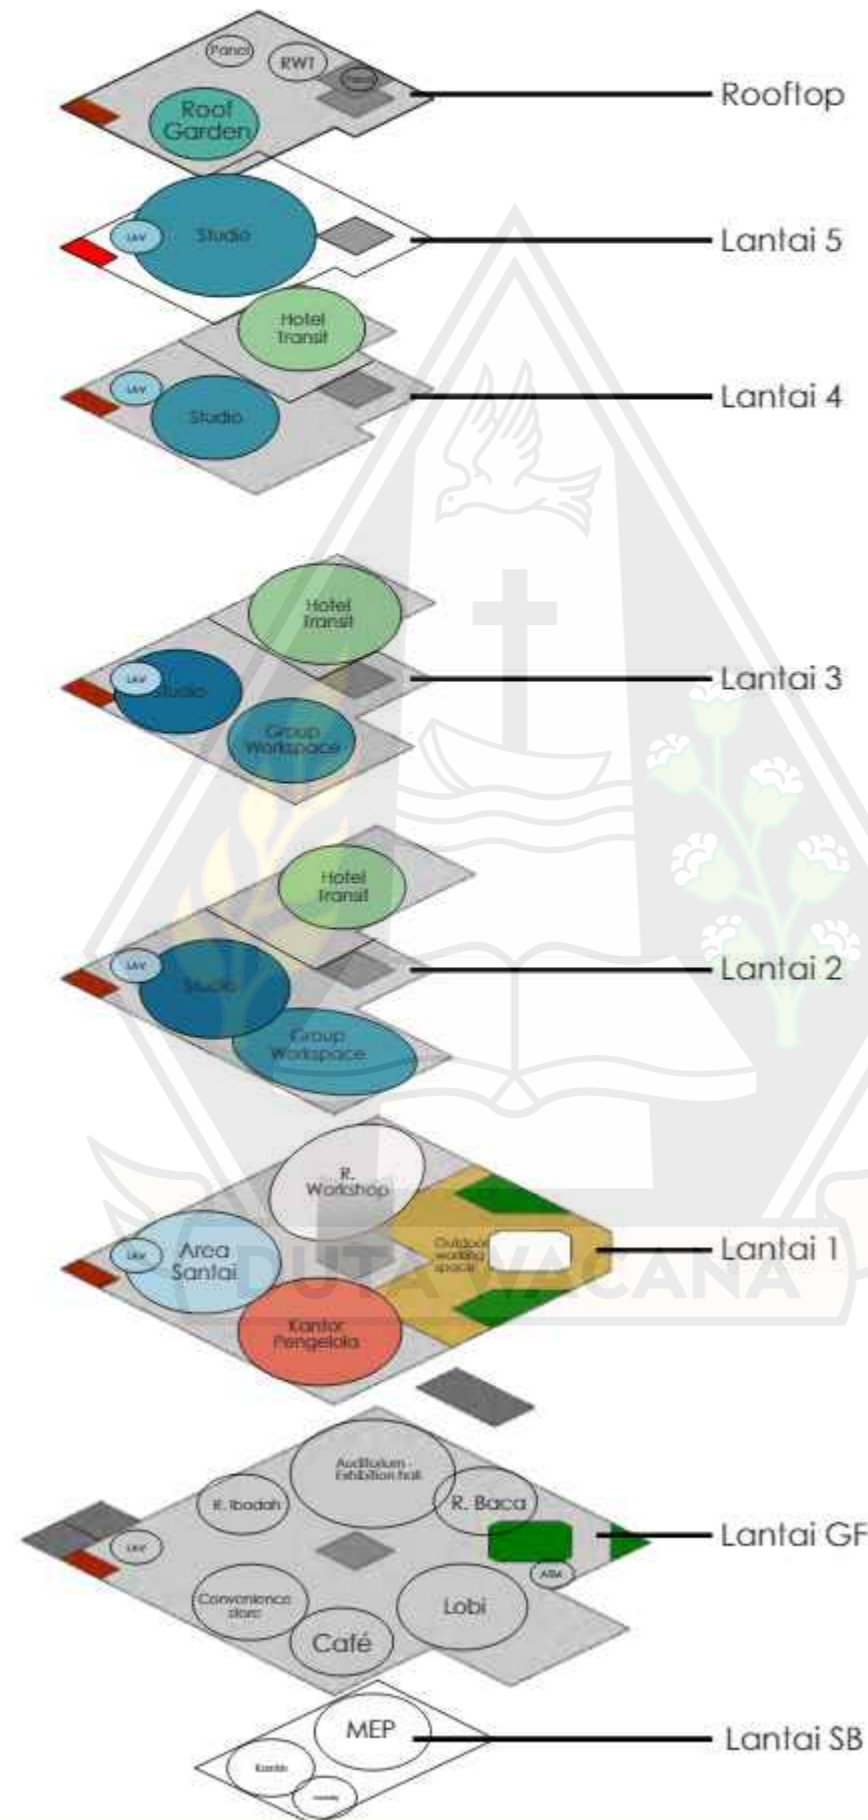 Panel
RWT
Rooftop
Roof
Garden
LAV
Studio
Lantai 5
Hotel
Transit
LAV
Studio
Lantai 4
Hotel
Transit
LAV
Studio
Lantai 3
Group
Workspace
Hotel
Transit
LAV
Studio
Lantai 2
Group
Workspace
R.
Workshop
LAV
Area
Santai
Outdoor
working
space
Lantai 1
DUTA WACANA
Kantor
Pengelola
Auditorium -
Exhibition hall
R. Ibadah
R. Baca
LAV
Lantai GF
ATM
Convenience
store
Lobi
Café
MEP
Lantai SB